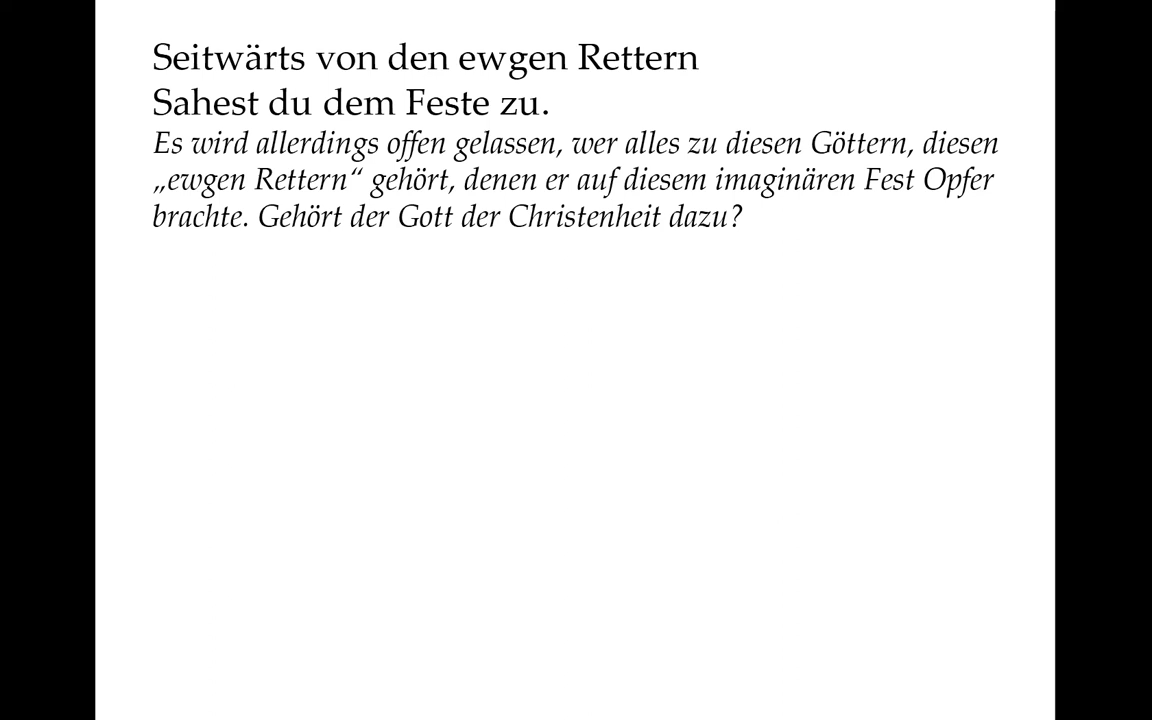 Seitwärts von den ewgen Rettern
Sahest du dem Feste zu.
Es wird allerdings offen gelassen, wer alles zu diesen Göttern, diesen
„ewgen Rettern“ gehört, denen er auf diesem imaginären Fest Opfer
brachte. Gehört der Gott der Christenheit dazu?